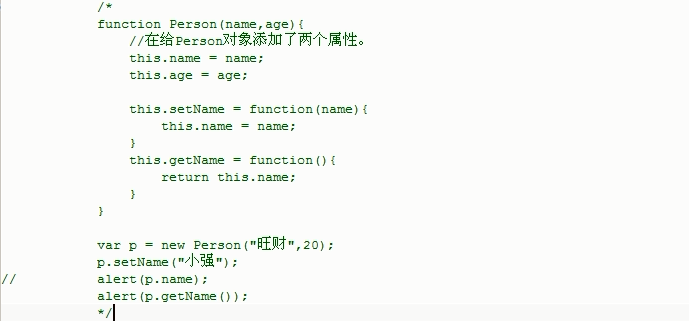 /*
function Person(name,age){
//在给Person对象添加了两个属性。
this.name = name;
this.age = age;
this.setName = function(name){
this.name = name;
}
this.getName = function(){
return this.name;
}
}
var p = new Person("旺财",20);
p.setName("小强");
// alert(p.name);
alert(p.getName());
*/